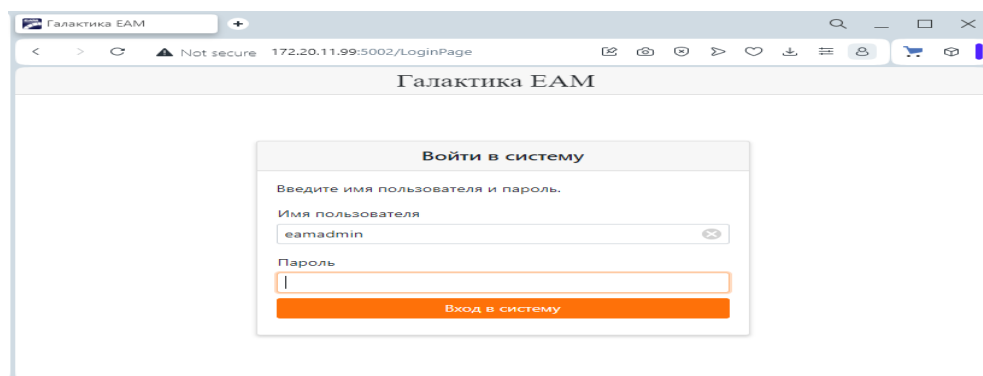 Галактика EAM
Not secure 172.20.11.99:5002/LoginPage
Галактика EAM
Войти в систему
Введите имя пользователя и пароль.
Имя пользователя
eamadmin
Пароль
Вход в систему